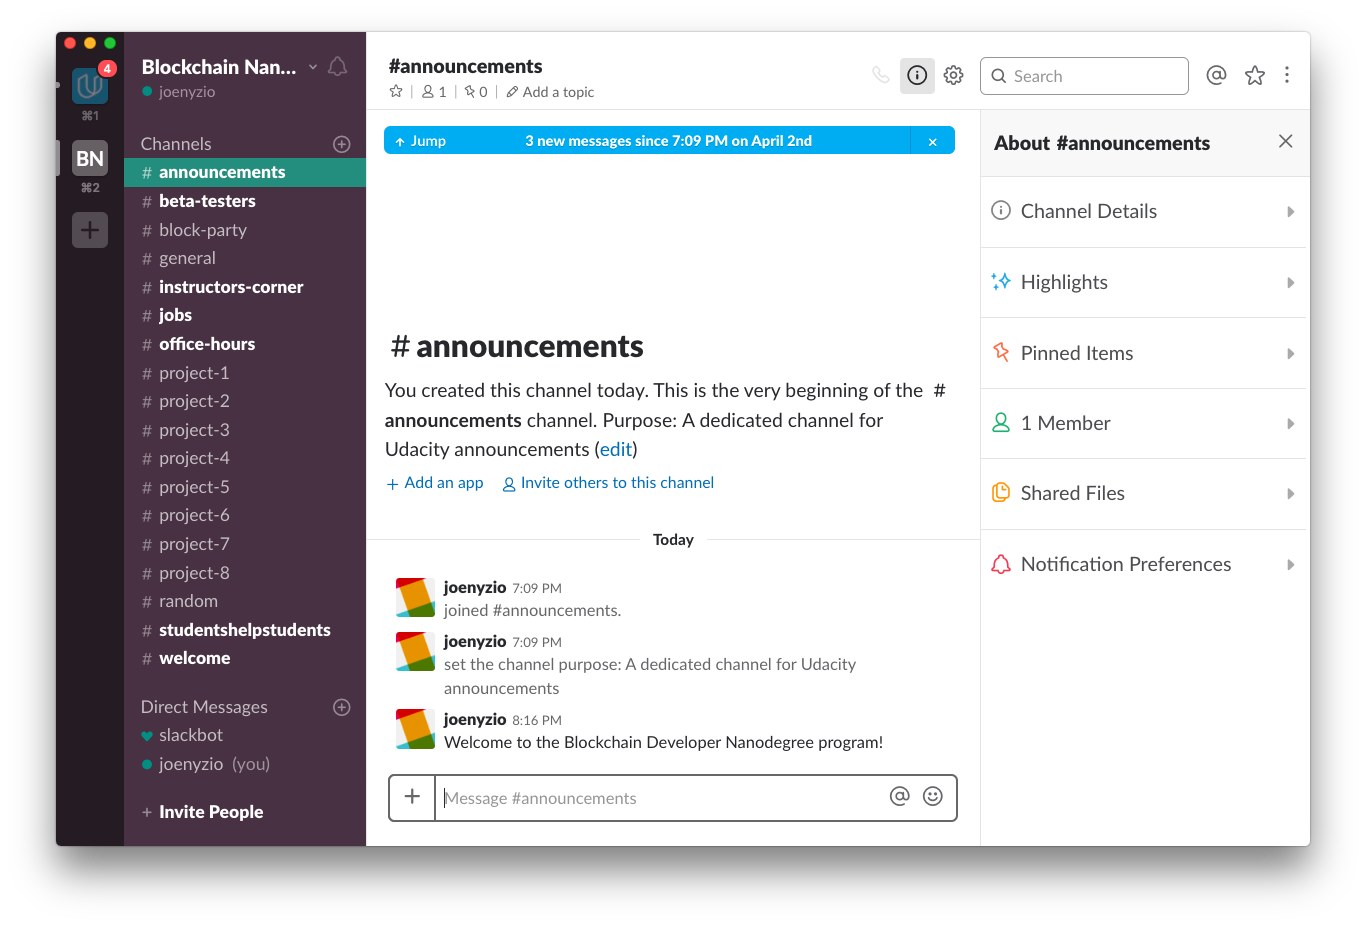 4
⌘1
BN
⌘2
Blockchain Nan...
joenyzio
Channels
# announcements
# beta-testers
# block-party
# general
# instructors-corner
# jobs
# office-hours
# project-1
# project-2
# project-3
# project-4
# project-5
# project-6
# project-7
# project-8
# random
# studentshelpstudents
# welcome
Direct Messages
slackbot
joenyzio (you)
+ Invite People
#announcements
1 | 0 | Add a topic
Search
Jump
3 new messages since 7:09 PM on April 2nd
# announcements
You created this channel today. This is the very beginning of the #
announcements channel. Purpose: A dedicated channel for
Udacity announcements (edit)
+ Add an app Invite others to this channel
Today
joenyzio 7:09 PM
joined #announcements.
joenyzio 7:09 PM
set the channel purpose: A dedicated channel for Udacity
announcements
joenyzio 8:16 PM
Welcome to the Blockchain Developer Nanodegree program!
Message #announcements
About #announcements
Channel Details
Highlights
Pinned Items
1 Member
Shared Files
Notification Preferences